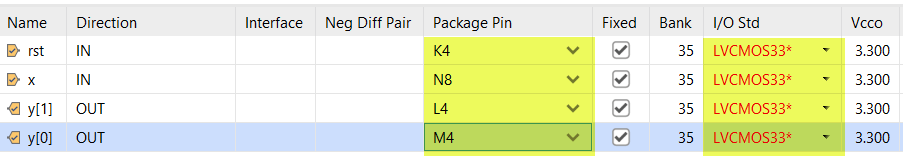 Name Direction Interface Neg Diff Pair Package Pin Fixed Bank I/O Std Vcco
rst IN K4 35 LVCMOS33* 3.300
x IN N8 35 LVCMOS33* 3.300
y[1] OUT L4 35 LVCMOS33* 3.300
y[0] OUT M4 35 LVCMOS33* 3.300